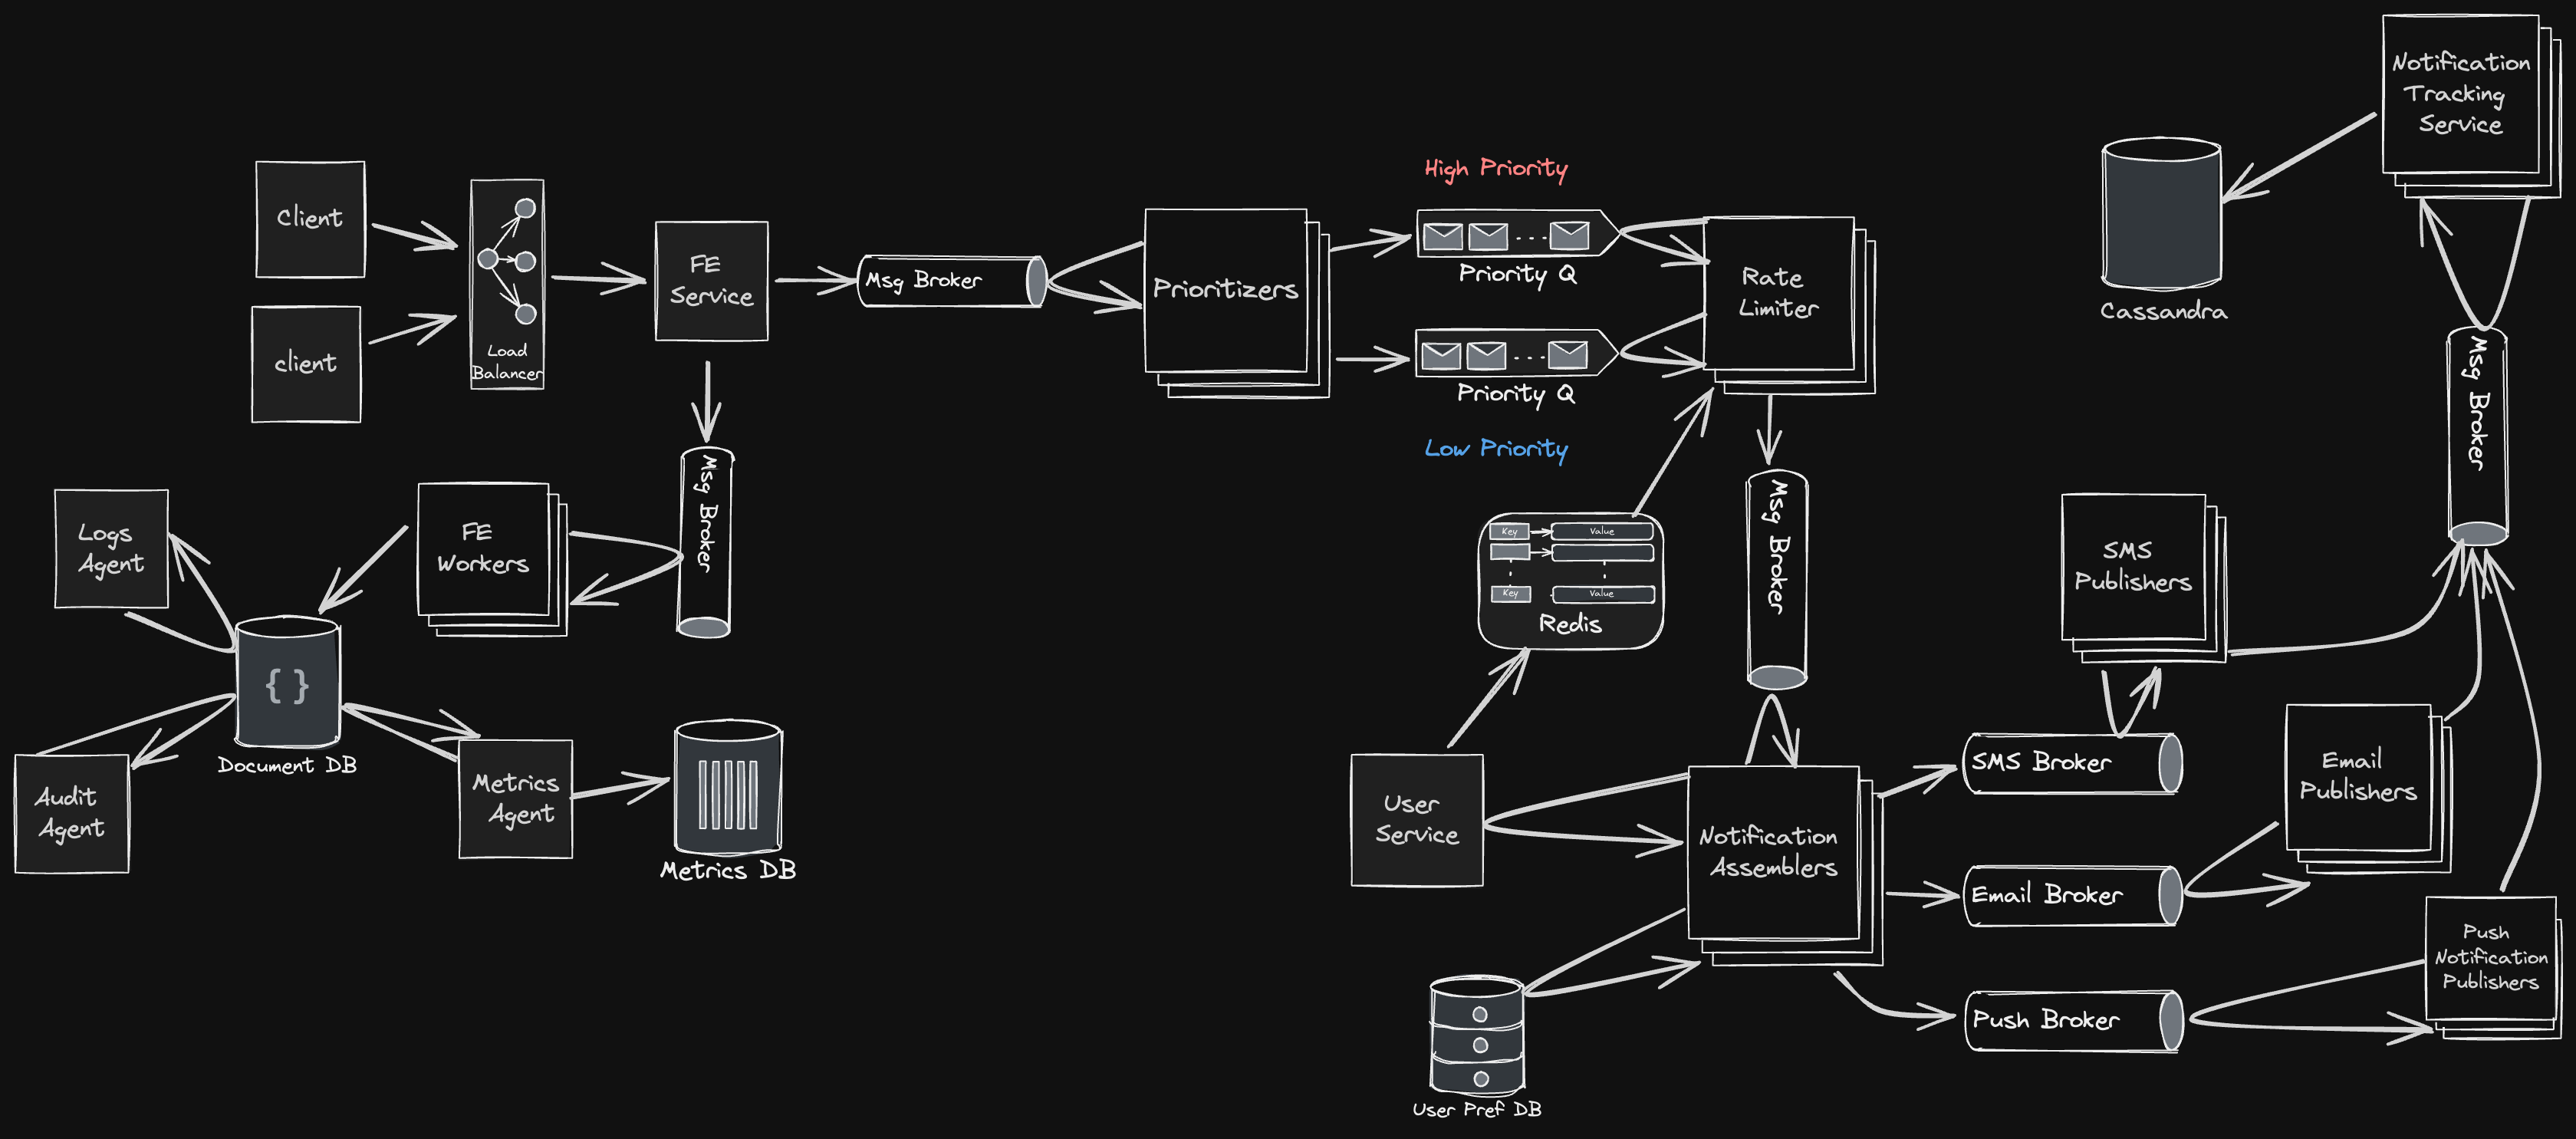 Client
client
Load
Balancer
FE
Service
Msg Broker
Prioritizers
High Priority
Priority Q
Priority Q
Low Priority
Rate
Limiter
Notification
Tracking
Service
Cassandra
Msg Broker
Logs
Agent
FE
Workers
Msg Broker
{ }
Document DB
Audit
Agent
Metrics
Agent
Metrics DB
Key
Value
Key
Value
Redis
Msg Broker
User
Service
Notification
Assemblers
User Pref DB
SMS
Publishers
SMS Broker
Email
Publishers
Email Broker
Push
Notification
Publishers
Push Broker